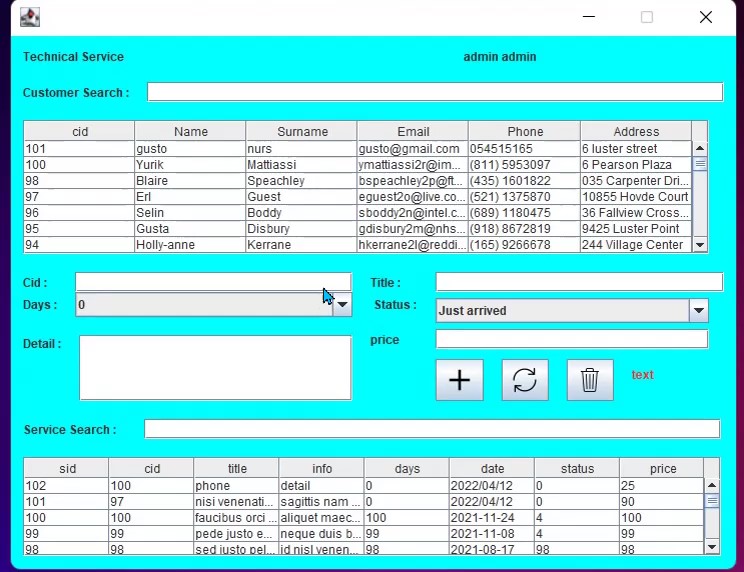 Technical Service admin admin
Customer Search :
cid Name Surname Email Phone Address
101 gusto nurs gusto@gmail.com 054515165 6 luster street
100 Yurik Mattiassi ymattiassi2r@im... (811) 5953097 6 Pearson Plaza
98 Blaire Speachley bspeachley2p@ft... (435) 1601822 035 Carpenter Dri...
97 Erl Guest eguest2o@live.co... (521) 1375870 10855 Hovde Court
96 Selin Boddy sboddy2n@intel.c... (689) 1180475 36 Fallview Cross...
95 Gusta Disbury gdisbury2m@nhs... (918) 8672819 9425 Luster Point
94 Holly-anne Kerrane hkerrane2l@reddi... (165) 9266678 244 Village Center
Cid : Title :
Days : 0 Status : Just arrived
Detail : price
text
Service Search :
sid cid title info days date status price
102 100 phone detail 0 2022/04/12 0 25
101 97 nisi venenati... sagittis nam ... 0 2022/04/12 0 90
100 100 faucibus orci ... aliquet maec... 100 2021-11-24 4 100
99 99 pede justo e... neque duis b... 99 2021-11-08 4 99
98 98 sed justo pel... id nisl venen... 98 2021-08-17 98 98